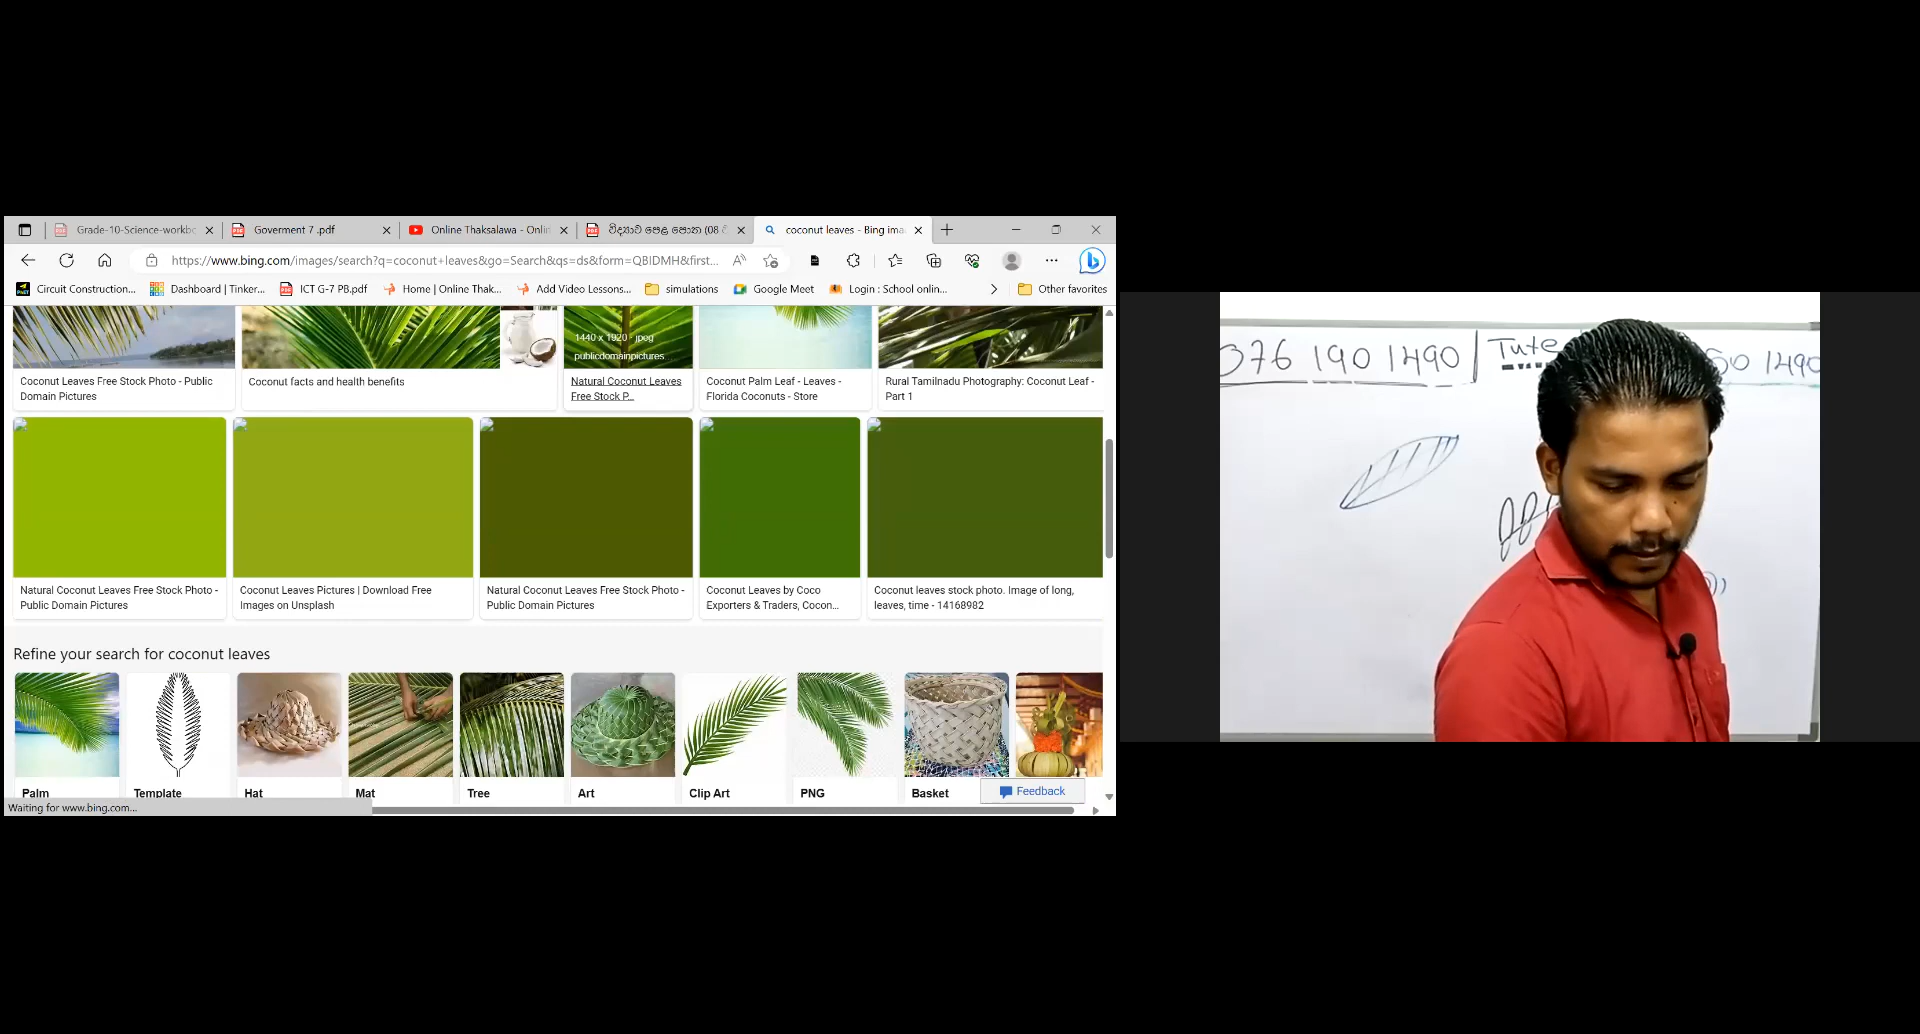 Grade-10-Science-workbo
Goverment 7 .pdf
Online Thaksalawa - Onlin
විද්‍යාව පෙළ පොත (08
coconut leaves - Bing ima
https://www.bing.com/images/search?q=coconut+leaves&go=Search&qs=ds&form=QBIDMH&first...
Circuit Construction...
Dashboard | Tinker...
ICT G-7 PB.pdf
Home | Online Thak...
Add Video Lessons...
simulations
Google Meet
Login : School onlin...
Other favorites
1440 x 1920 - jpeg
publicdomainpictures
Coconut Leaves Free Stock Photo - Public
Domain Pictures
Coconut facts and health benefits
Natural Coconut Leaves
Free Stock P...
Coconut Palm Leaf - Leaves -
Florida Coconuts - Store
Rural Tamilnadu Photography: Coconut Leaf -
Part 1
Natural Coconut Leaves Free Stock Photo -
Public Domain Pictures
Coconut Leaves Pictures | Download Free
Images on Unsplash
Natural Coconut Leaves Free Stock Photo -
Public Domain Pictures
Coconut Leaves by Coco
Exporters & Traders, Cocon...
Coconut leaves stock photo. Image of long,
leaves, time - 14168982
Refine your search for coconut leaves
Palm
Template
Hat
Mat
Tree
Art
Clip Art
PNG
Basket
Feedback
Waiting for www.bing.com...
076 190 1490 | Tute
50 1490